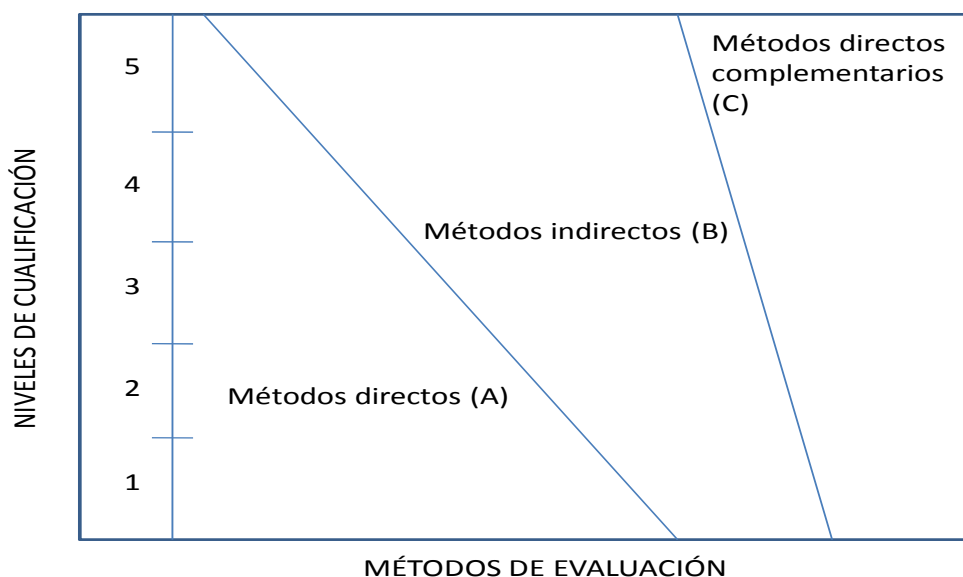 NIVELES DE CUALIFICACIÓN
5
4
3
2
1
Métodos directos
complementarios
(C)
Métodos indirectos (B)
Métodos directos (A)
MÉTODOS DE EVALUACIÓN